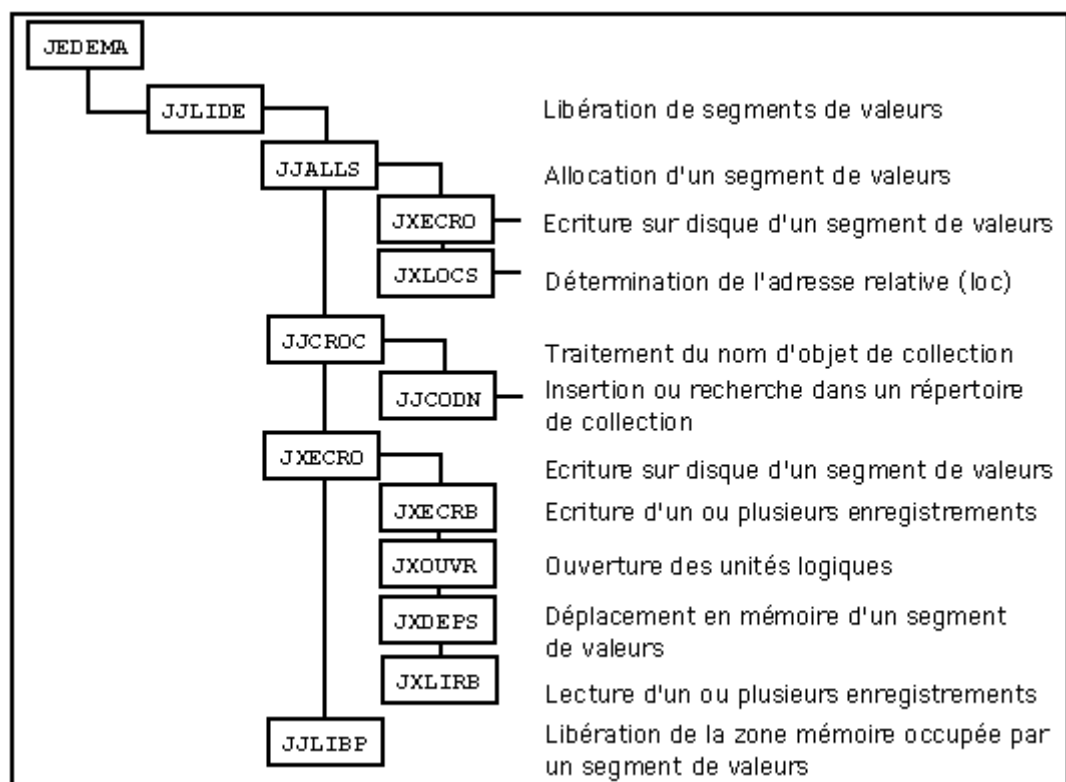 JEDEMA
JJLIDE Libération de segments de valeurs
JJALLS Allocation d'un segment de valeurs
JXECRO Ecriture sur disque d'un segment de valeurs
JXLOCS Détermination de l'adresse relative (loc)
JJCROC Traitement du nom d'objet de collection
JJCODN Insertion ou recherche dans un répertoire
de collection
JXECRO Ecriture sur disque d'un segment de valeurs
JXECRB Ecriture d'un ou plusieurs enregistrements
JXOUVR Ouverture des unités logiques
JXDEPS Déplacement en mémoire d'un segment
de valeurs
JXLIRB Lecture d'un ou plusieurs enregistrements
JJLIBP Libération de la zone mémoire occupée par
un segment de valeurs